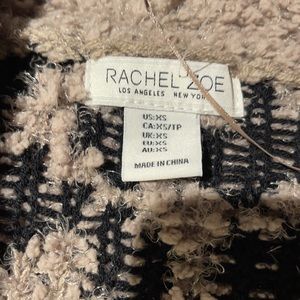 RACHEL ZOE
LOS ANGELES NEW YORK
US:XS
CA:XS/TP
UK:XS
EU:XS
AU:XS
MADE IN CHINA